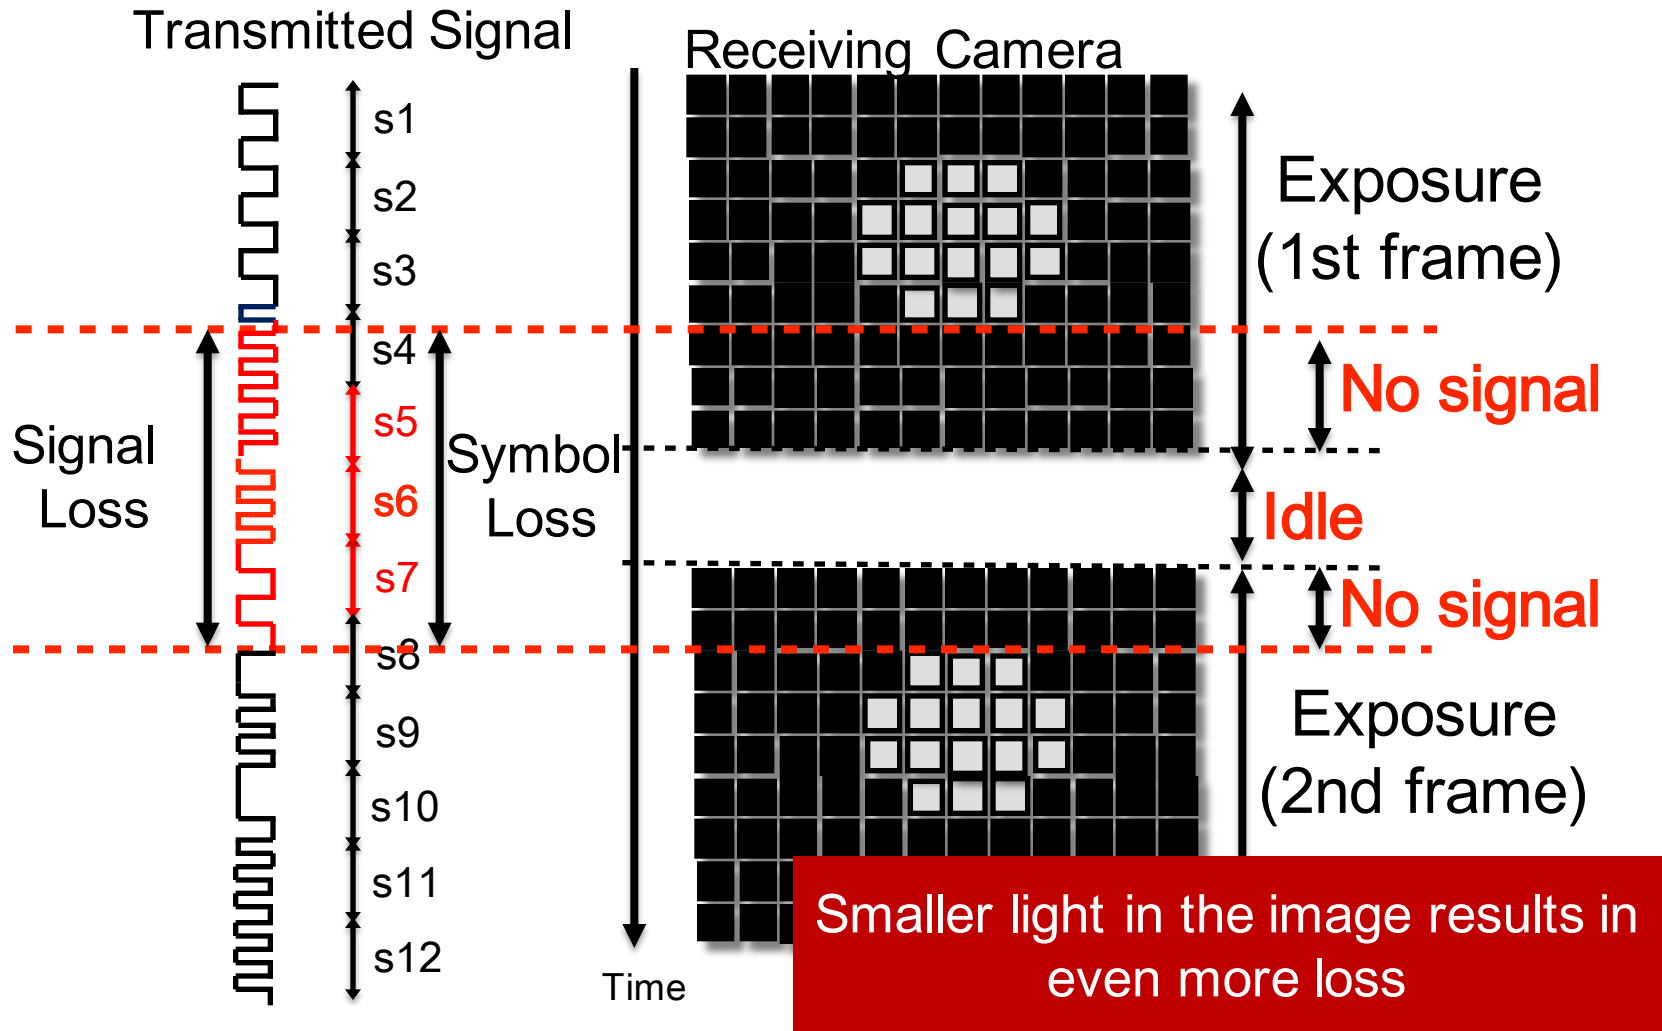 Transmitted Signal
Receiving Camera
s1
s2
s3
s4
s5
s6
s7
s8
s9
s10
s11
s12
Signal
Loss
Symbol
Loss
Time
Exposure
(1st frame)
No signal
Idle
No signal
Exposure
(2nd frame)
Smaller light in the image results in
even more loss